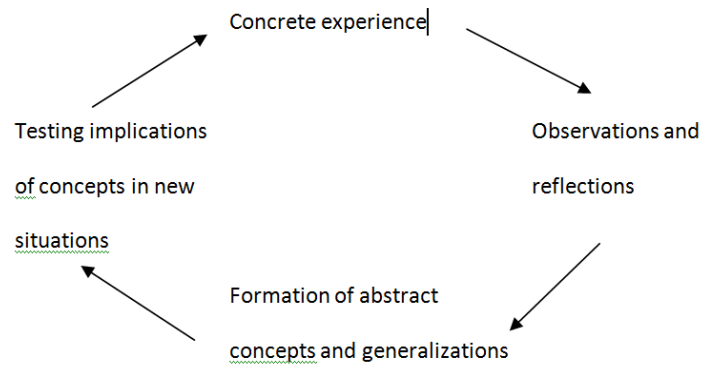 Concrete experience
Testing implications
of concepts in new
situations
Observations and
reflections
Formation of abstract
concepts and generalizations